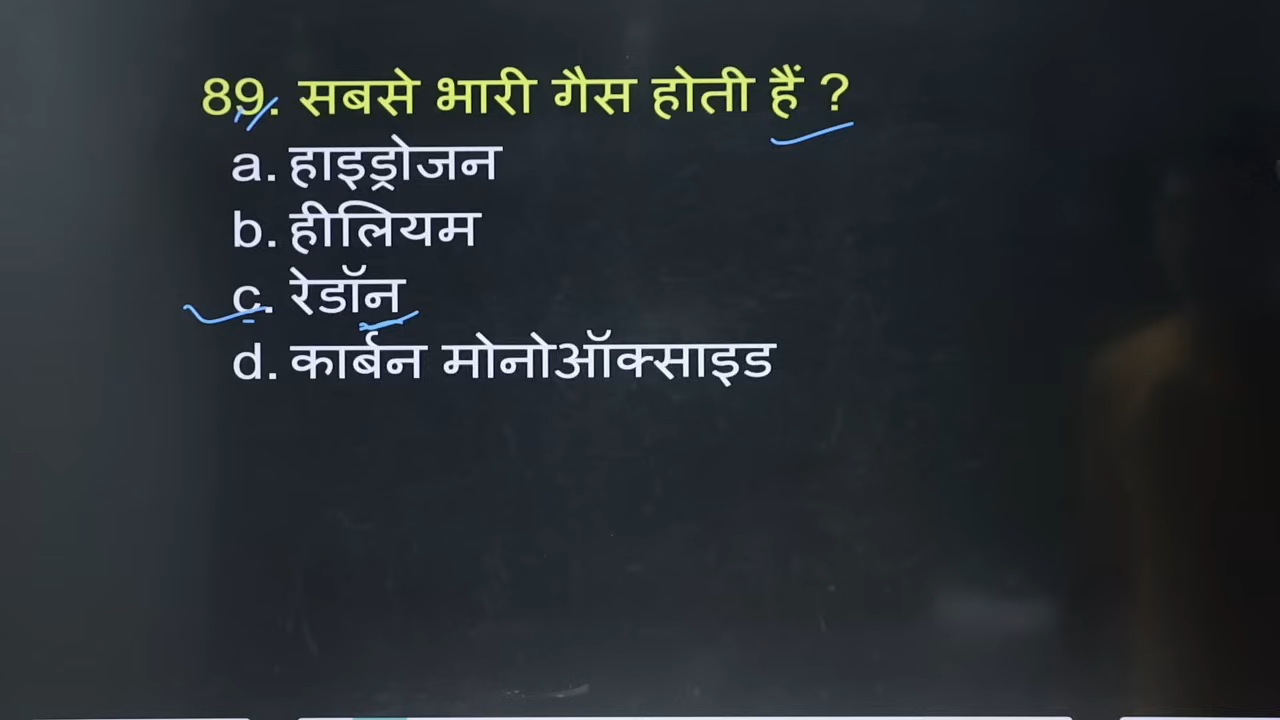 89. सबसे भारी गैस होती हैं ?
a. हाइड्रोजन
b. हीलियम
c. रेडॉन
d. कार्बन मोनोऑक्साइड